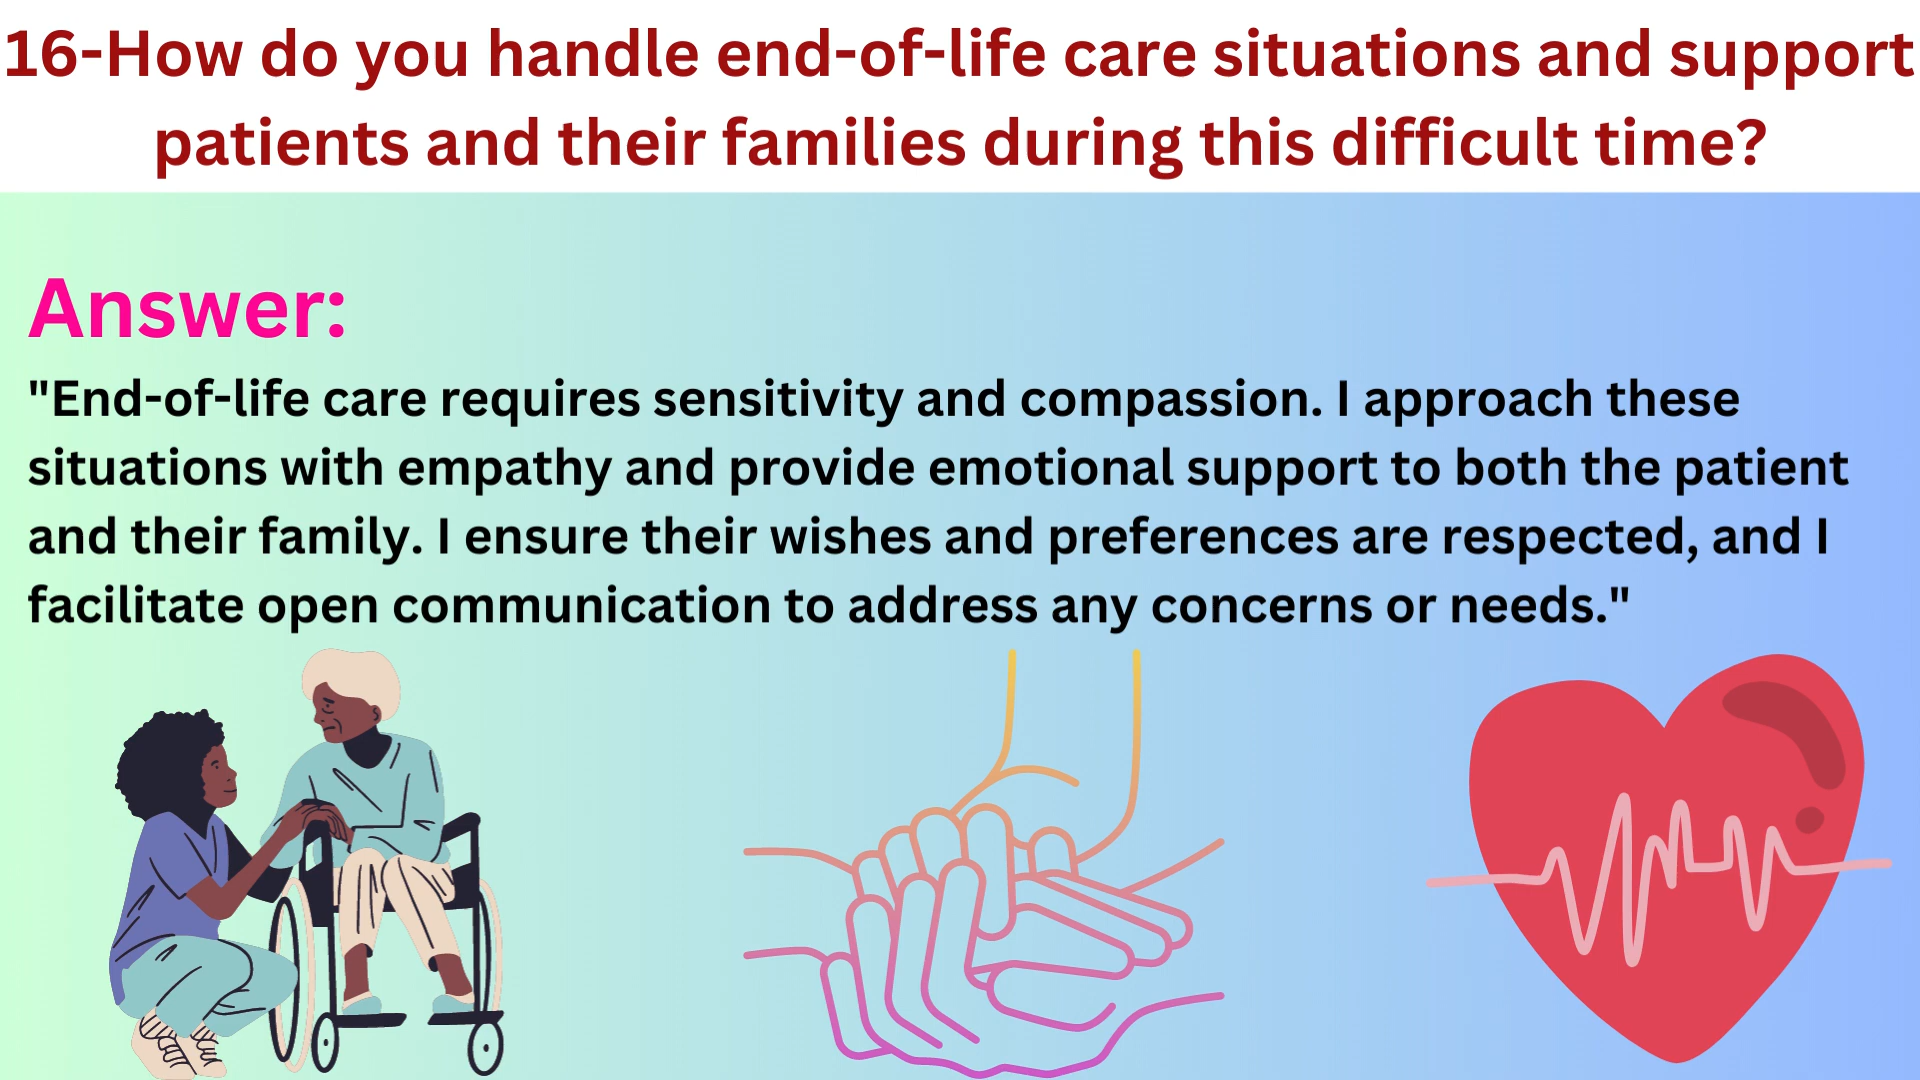 16-How do you handle end-of-life care situations and support
patients and their families during this difficult time?
Answer:
"End-of-life care requires sensitivity and compassion. I approach these
situations with empathy and provide emotional support to both the patient
and their family. I ensure their wishes and preferences are respected, and I
facilitate open communication to address any concerns or needs."